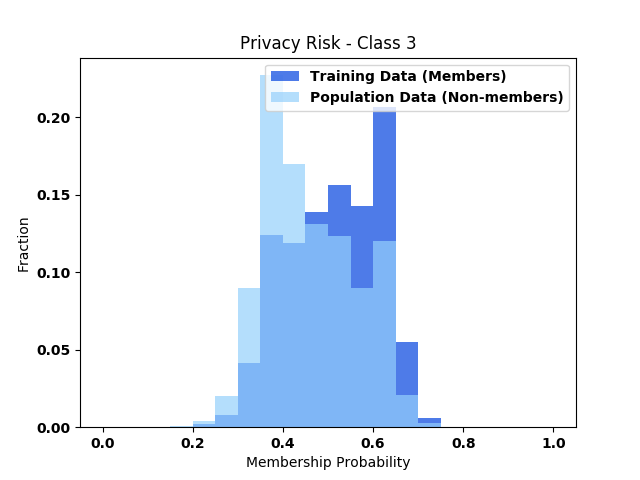 Privacy Risk - Class 3
Training Data (Members)
Population Data (Non-members)
Fraction
0.20
0.15
0.10
0.05
0.00
0.0 0.2 0.4 0.6 0.8 1.0
Membership Probability